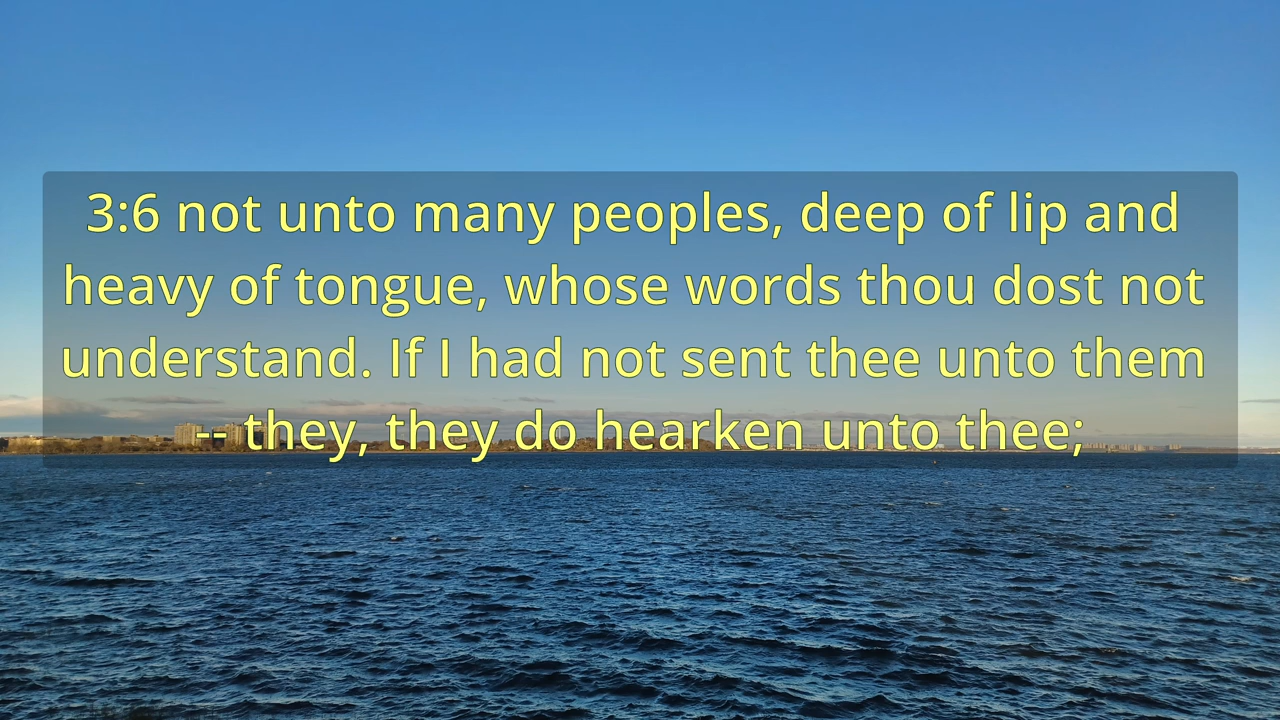 3:6 not unto many peoples, deep of lip and
heavy of tongue, whose words thou dost not
understand. If I had not sent thee unto them
-- they, they do hearken unto thee;